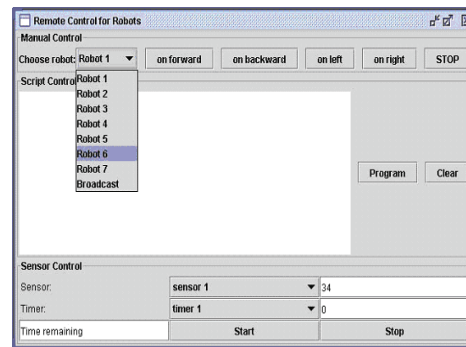 Remote Control for Robots
Manual Control
Choose robot: Robot 1 on forward on backward on left on right STOP
Script Control
Robot 1
Robot 2
Robot 3
Robot 4
Robot 5
Robot 6
Robot 7
Broadcast
Program Clear
Sensor Control
Sensor: sensor 1 34
Timer: timer 1 0
Time remaining Start Stop